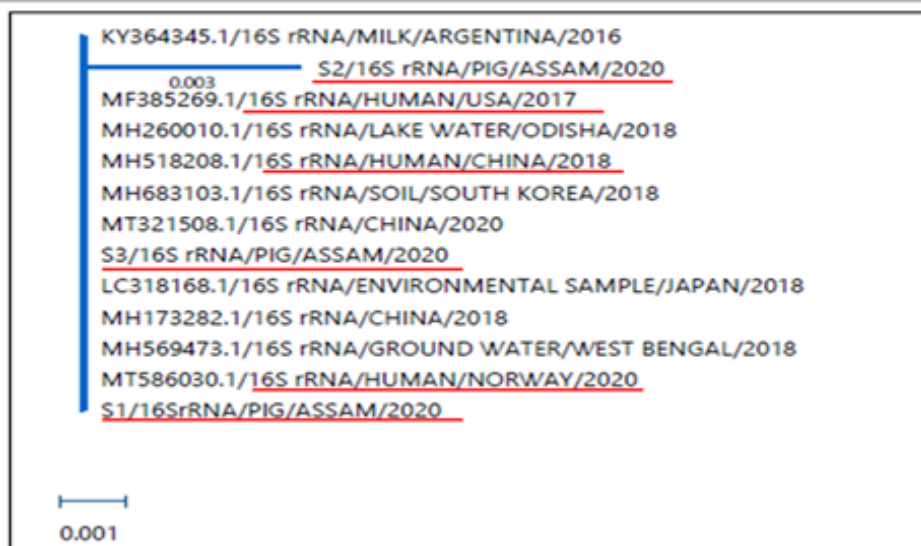 KY364345.1/16S rRNA/MILK/ARGENTINA/2016
S2/16S rRNA/PIG/ASSAM/2020
0.003
MF385269.1/16S rRNA/HUMAN/USA/2017
MH260010.1/16S rRNA/LAKE WATER/ODISHA/2018
MH518208.1/16S rRNA/HUMAN/CHINA/2018
MH683103.1/16S rRNA/SOIL/SOUTH KOREA/2018
MT321508.1/16S rRNA/CHINA/2020
S3/16S rRNA/PIG/ASSAM/2020
LC318168.1/16S rRNA/ENVIRONMENTAL SAMPLE/JAPAN/2018
MH173282.1/16S rRNA/CHINA/2018
MH569473.1/16S rRNA/GROUND WATER/WEST BENGAL/2018
MT586030.1/16S rRNA/HUMAN/NORWAY/2020
S1/16SrRNA/PIG/ASSAM/2020
0.001